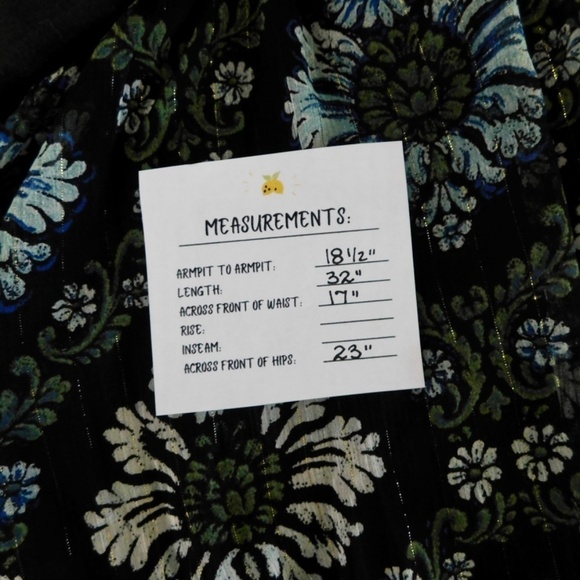 MEASUREMENTS:
ARMPIT TO ARMPIT: 18 1/2"
LENGTH: 32"
ACROSS FRONT OF WAIST: 17"
RISE:
INSEAM:
ACROSS FRONT OF HIPS: 23"